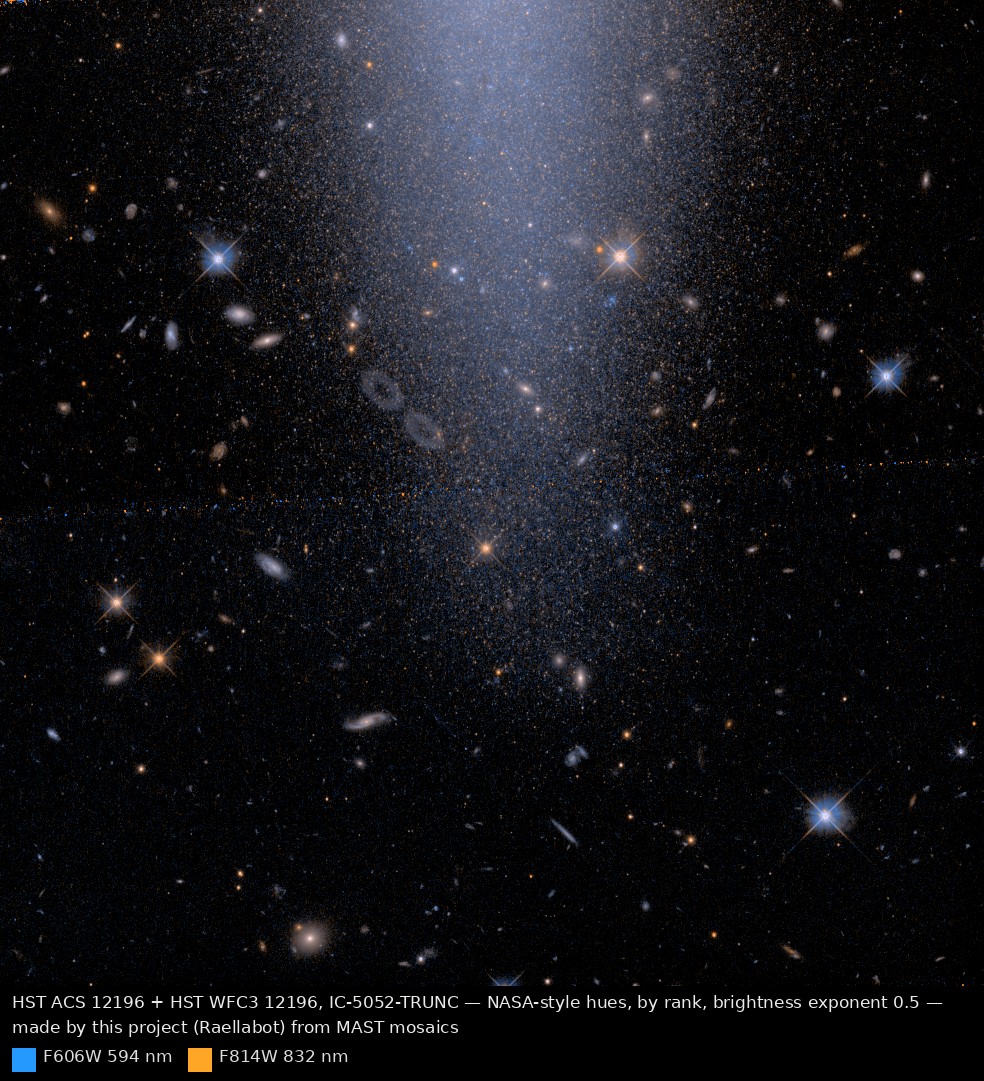 HST ACS 12196 + HST WFC3 12196, IC-5052-TRUNC — NASA-style hues, by rank, brightness exponent 0.5 —
made by this project (Raellabot) from MAST mosaics
F606W 594 nm F814W 832 nm